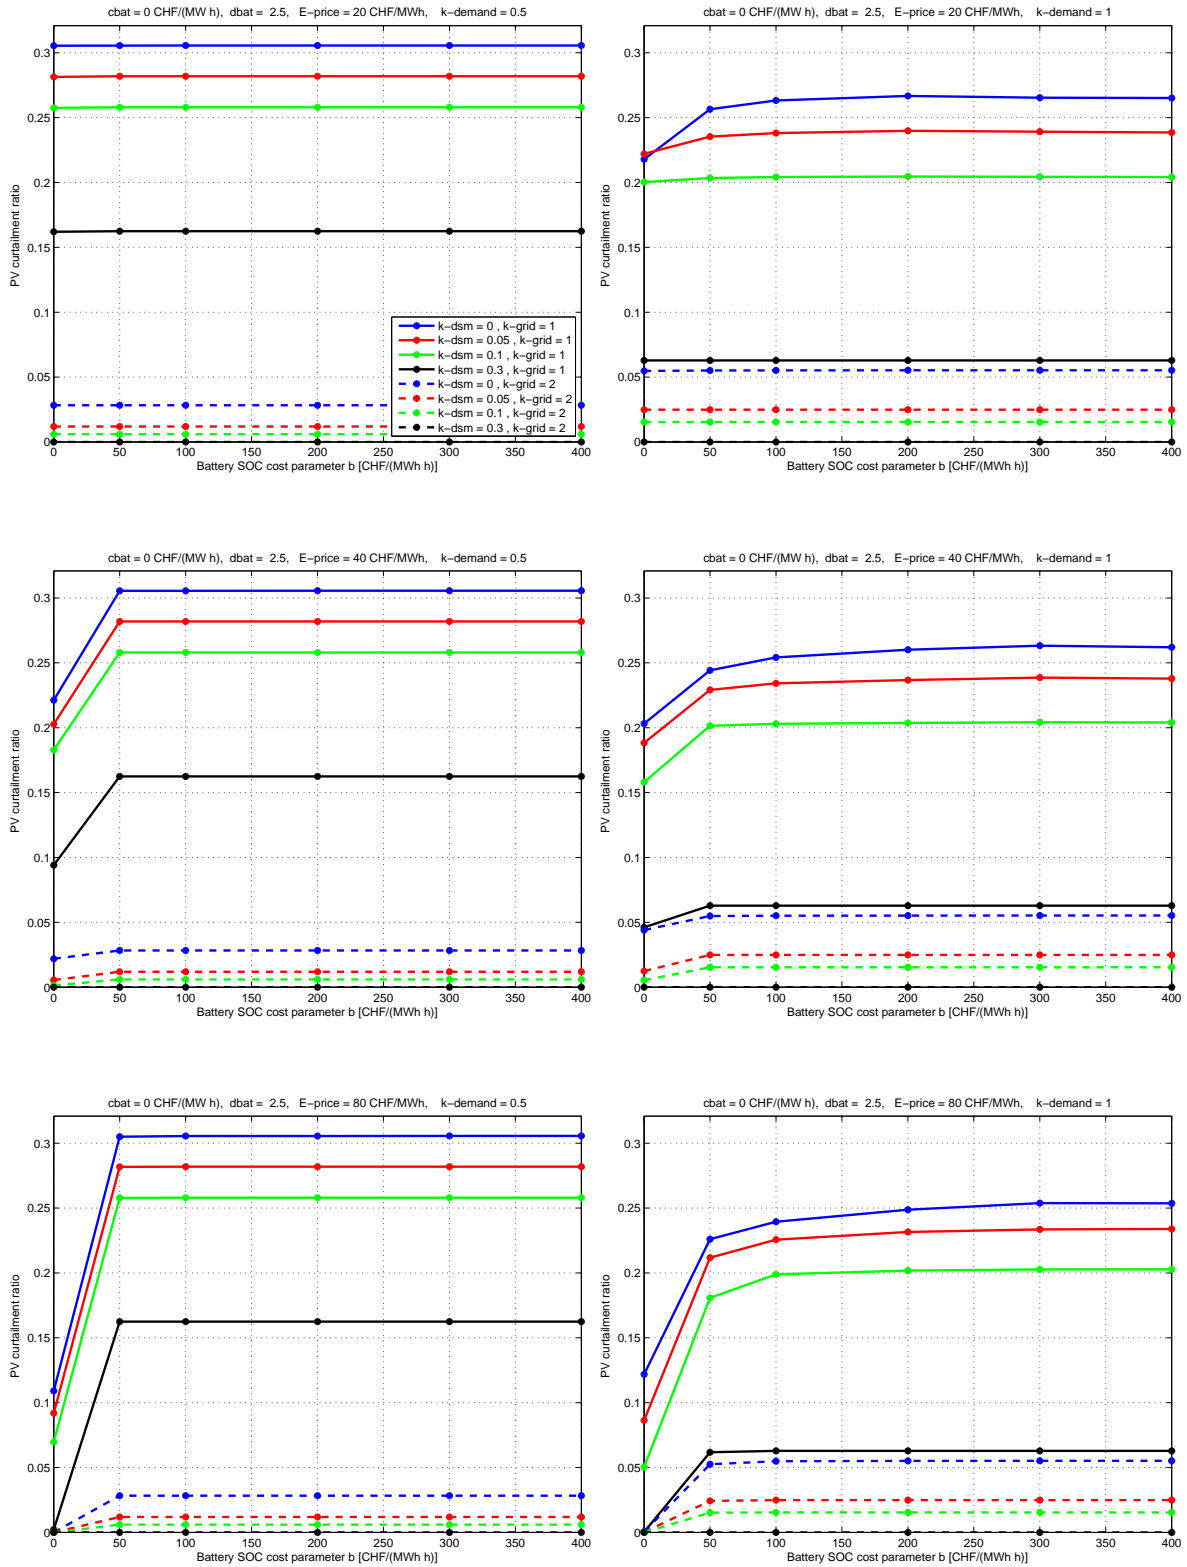 cbat = 0 CHF/(MW h), dbat = 2.5, E−price = 20 CHF/MWh, k−demand = 0.5
0.3
0.25
0.2
0.15
0.1
0.05
0
PV curtailment ratio
k−dsm = 0 , k−grid = 1
k−dsm = 0.05 , k−grid = 1
k−dsm = 0.1 , k−grid = 1
k−dsm = 0.3 , k−grid = 1
k−dsm = 0 , k−grid = 2
k−dsm = 0.05 , k−grid = 2
k−dsm = 0.1 , k−grid = 2
k−dsm = 0.3 , k−grid = 2
0 50 100 150 200 250 300 350 400
Battery SOC cost parameter b [CHF/(MWh h)]
cbat = 0 CHF/(MW h), dbat = 2.5, E−price = 20 CHF/MWh, k−demand = 1
0.3
0.25
0.2
0.15
0.1
0.05
0
PV curtailment ratio
0 50 100 150 200 250 300 350 400
Battery SOC cost parameter b [CHF/(MWh h)]
cbat = 0 CHF/(MW h), dbat = 2.5, E−price = 40 CHF/MWh, k−demand = 0.5
0.3
0.25
0.2
0.15
0.1
0.05
0
PV curtailment ratio
0 50 100 150 200 250 300 350 400
Battery SOC cost parameter b [CHF/(MWh h)]
cbat = 0 CHF/(MW h), dbat = 2.5, E−price = 40 CHF/MWh, k−demand = 1
0.3
0.25
0.2
0.15
0.1
0.05
0
PV curtailment ratio
0 50 100 150 200 250 300 350 400
Battery SOC cost parameter b [CHF/(MWh h)]
cbat = 0 CHF/(MW h), dbat = 2.5, E−price = 80 CHF/MWh, k−demand = 0.5
0.3
0.25
0.2
0.15
0.1
0.05
0
PV curtailment ratio
0 50 100 150 200 250 300 350 400
Battery SOC cost parameter b [CHF/(MWh h)]
cbat = 0 CHF/(MW h), dbat = 2.5, E−price = 80 CHF/MWh, k−demand = 1
0.3
0.25
0.2
0.15
0.1
0.05
0
PV curtailment ratio
0 50 100 150 200 250 300 350 400
Battery SOC cost parameter b [CHF/(MWh h)]